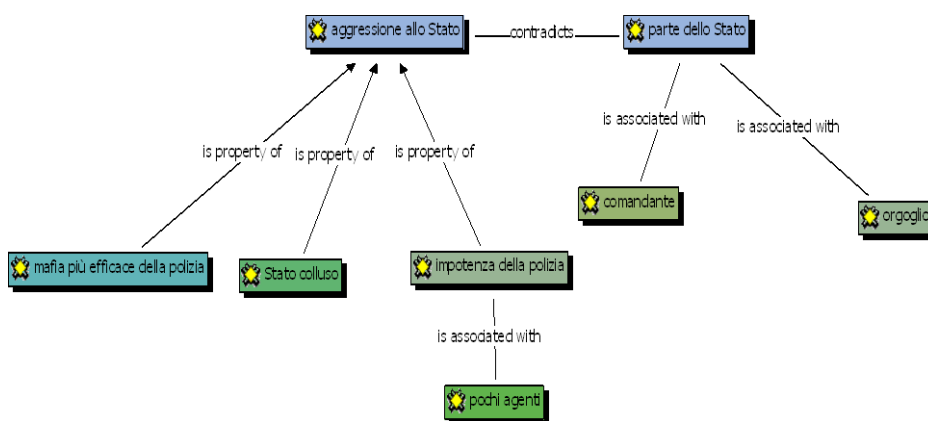 aggressione allo Stato
contradicts
parte dello Stato
is associated with
is associated with
is property of
is property of
is property of
comandante
orgoglio
mafia più efficace della polizia
Stato colluso
impotenza della polizia
is associated with
pochi agenti